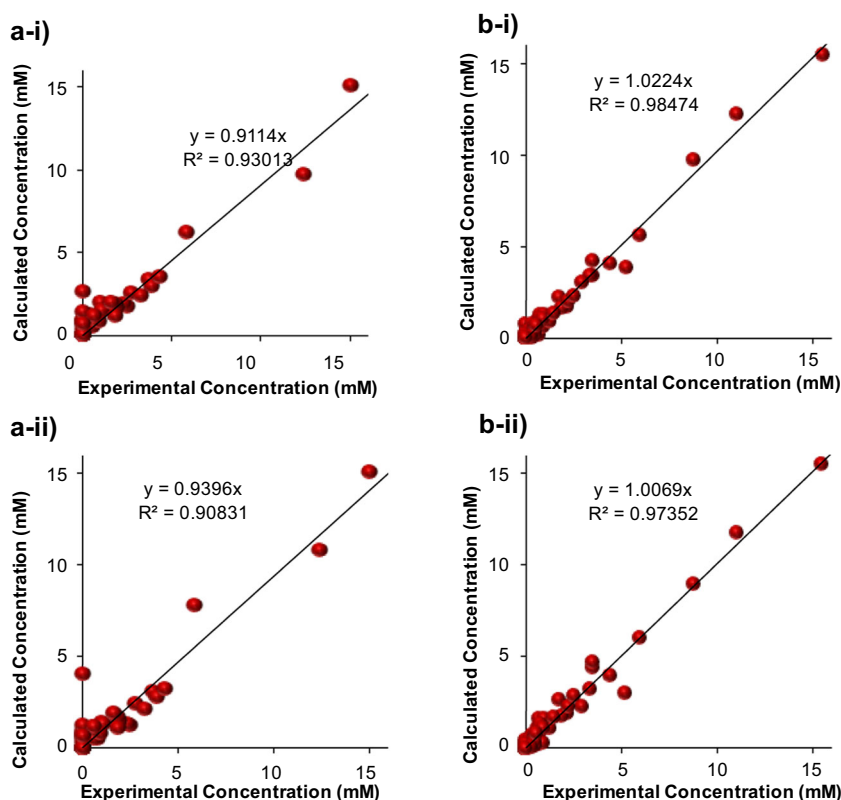 a-i)
Calculated Concentration (mM)
15
10
5
0
y = 0.9114x
R² = 0.93013
0
5
10
15
Experimental Concentration (mM)
b-i)
Calculated Concentration (mM)
15
10
5
0
y = 1.0224x
R² = 0.98474
0
5
10
15
Experimental Concentration (mM)
a-ii)
Calculated Concentration (mM)
15
10
5
0
y = 0.9396x
R² = 0.90831
0
5
10
15
Experimental Concentration (mM)
b-ii)
Calculated Concentration (mM)
15
10
5
0
y = 1.0069x
R² = 0.97352
0
5
10
15
Experimental Concentration (mM)